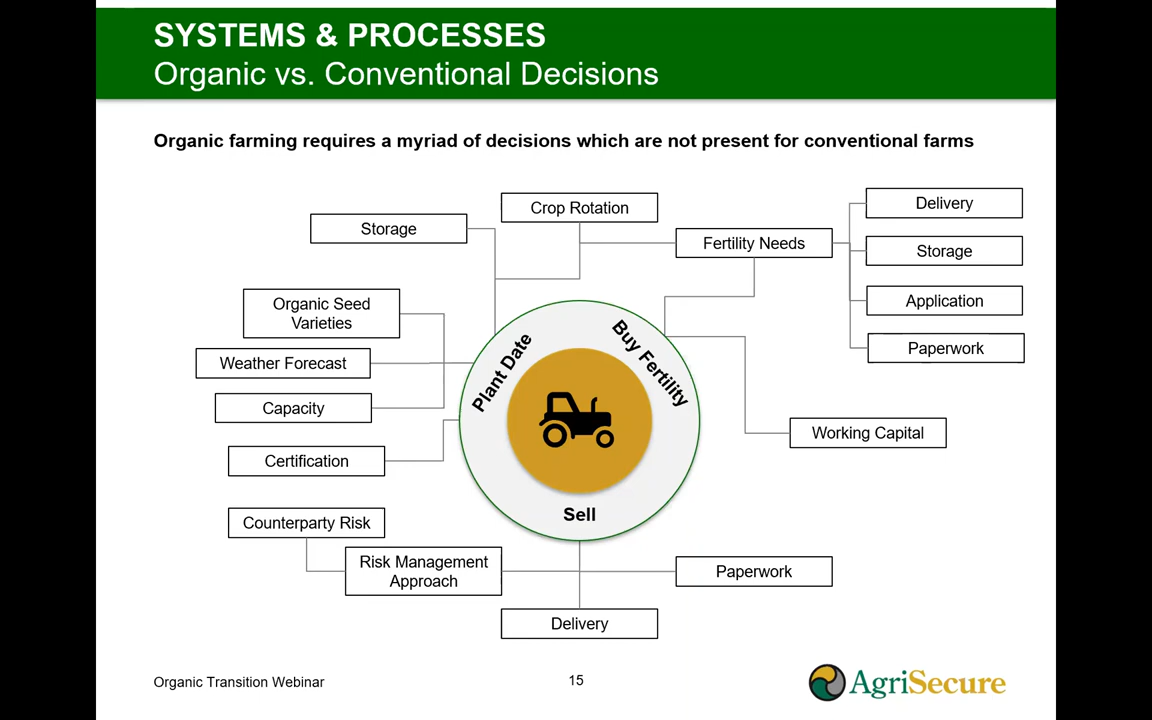 SYSTEMS & PROCESSES
Organic vs. Conventional Decisions
Organic farming requires a myriad of decisions which are not present for conventional farms
Storage
Crop Rotation
Fertility Needs
Delivery
Storage
Application
Paperwork
Organic Seed
Varieties
Weather Forecast
Capacity
Certification
Plant Date
Buy Fertility
Sell
Working Capital
Counterparty Risk
Risk Management
Approach
Paperwork
Delivery
Organic Transition Webinar
15
AgriSecure